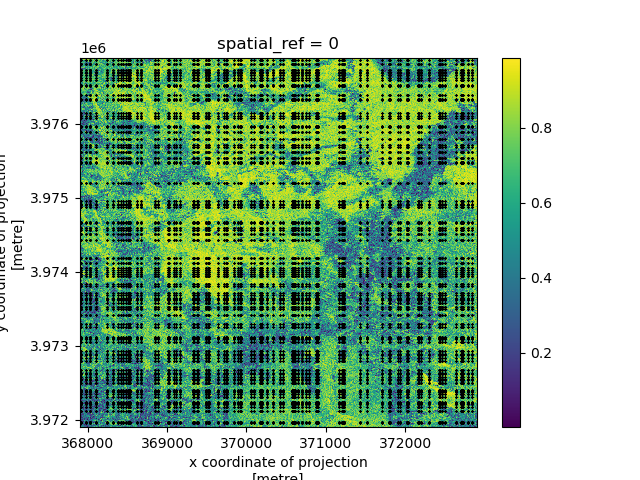 spatial_ref = 0
1e6
3.976
3.975
3.974
3.973
3.972
368000 369000 370000 371000 372000
x coordinate of projection
[metre]
y coordinate of projection
[metre]
0.8
0.6
0.4
0.2